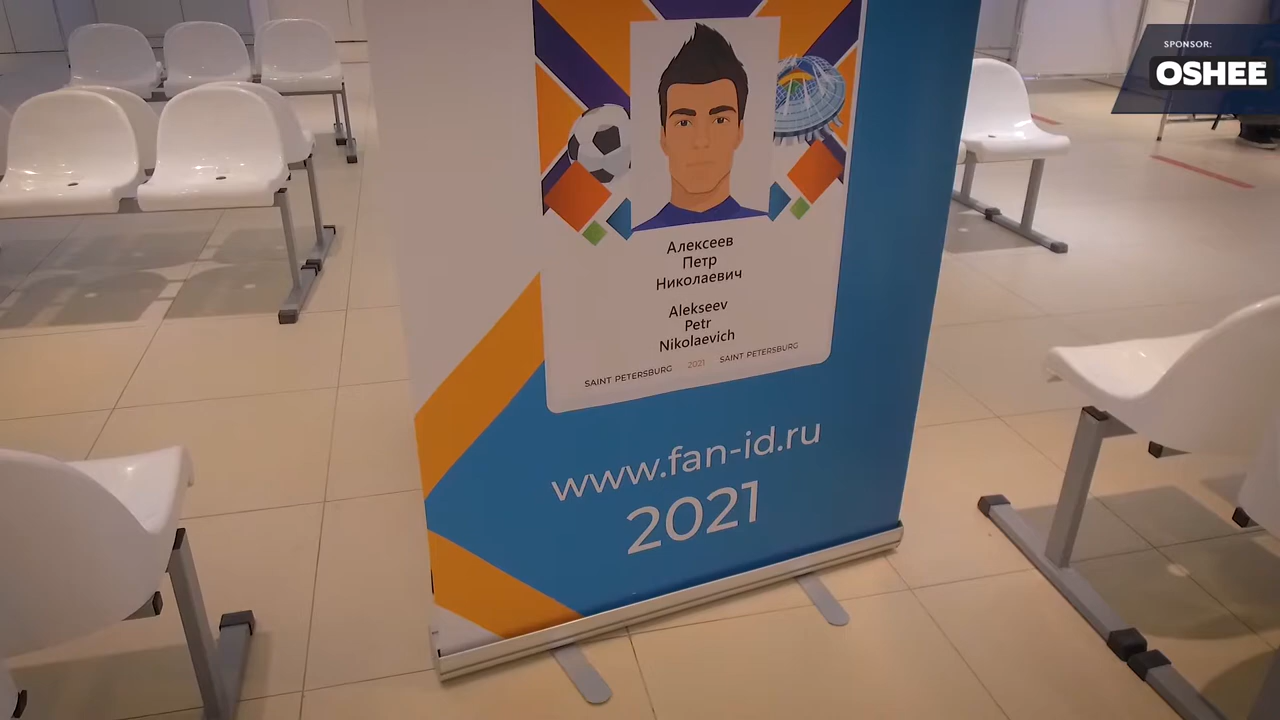 SPONSOR:
OSHEE
Алексеев
Петр
Николаевич
Alekseev
Petr
Nikolaevich
SAINT PETERSBURG 2021 SAINT PETERSBURG
www.fan-id.ru
2021